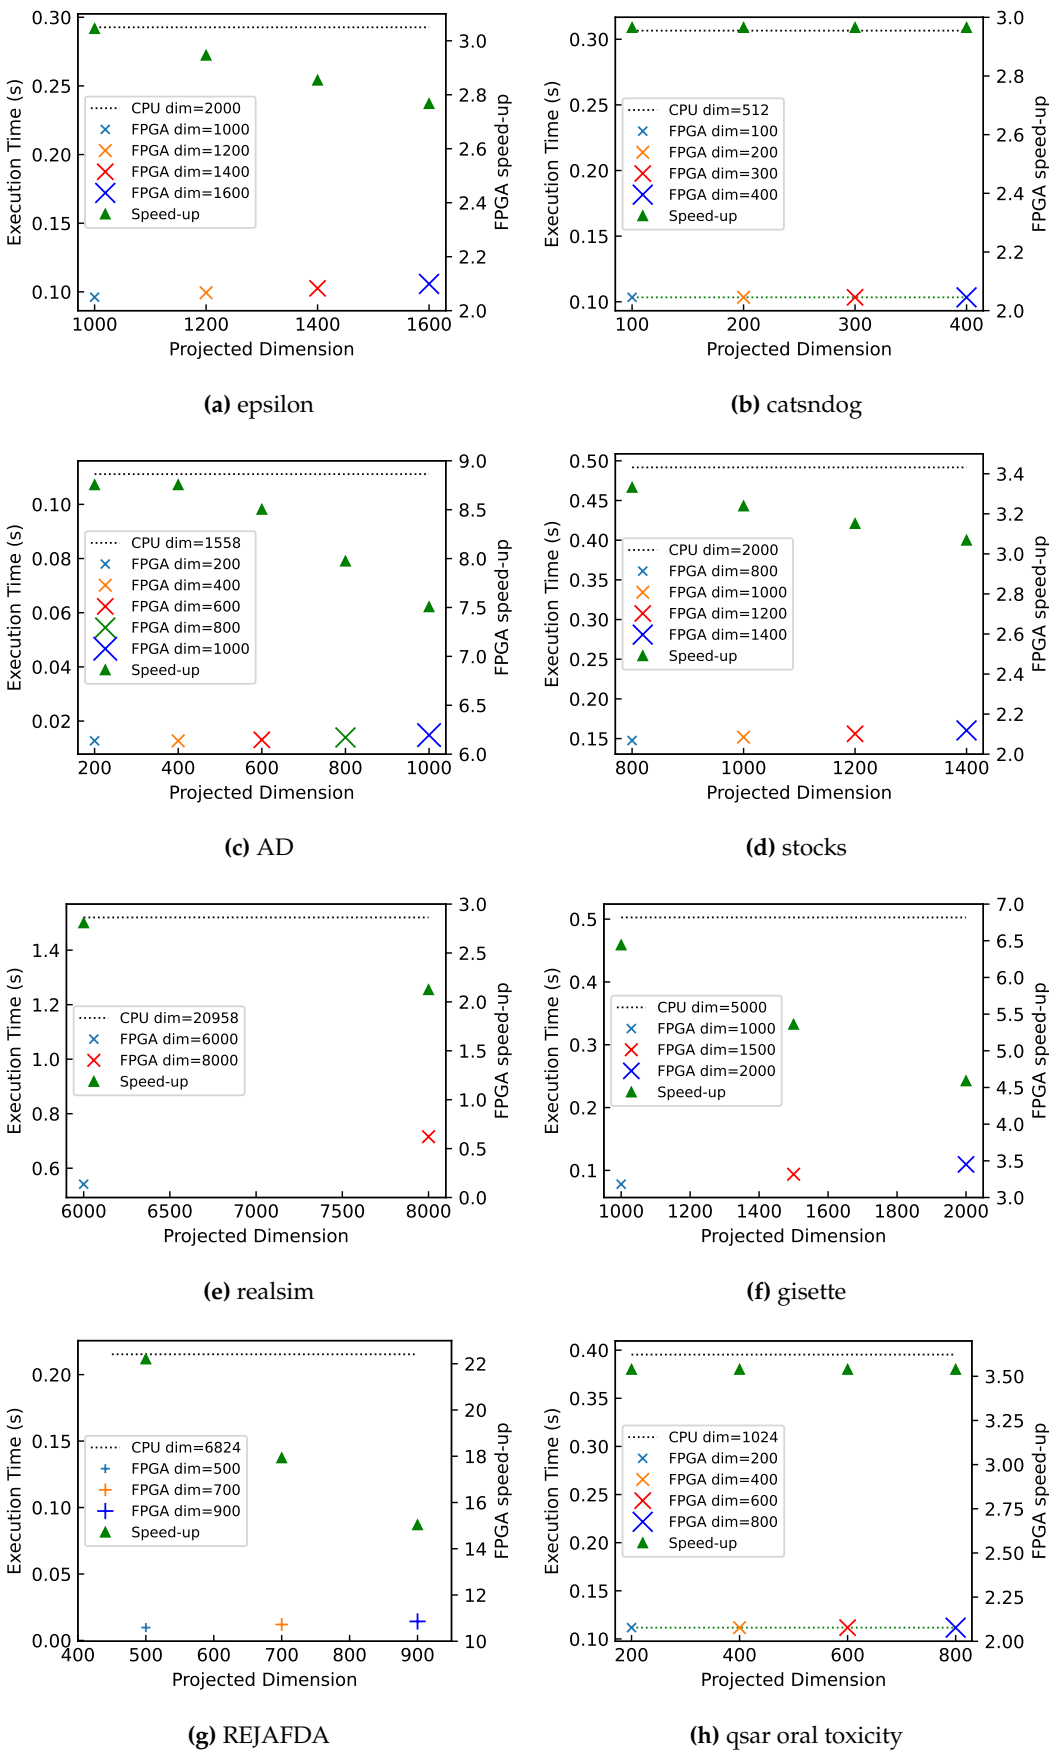 0.30
0.25
0.20
0.15
0.10
Execution Time (s)
CPU dim=2000
FPGA dim=1000
FPGA dim=1200
FPGA dim=1400
FPGA dim=1600
Speed-up
3.0
2.8
2.6
2.4
2.2
2.0
FPGA speed-up
1000 1200 1400 1600
Projected Dimension
(a) epsilon
0.30
0.25
0.20
0.15
0.10
Execution Time (s)
CPU dim=512
FPGA dim=100
FPGA dim=200
FPGA dim=300
FPGA dim=400
Speed-up
3.0
2.8
2.6
2.4
2.2
2.0
FPGA speed-up
100 200 300 400
Projected Dimension
(b) catsndog
0.10
0.08
0.06
0.04
0.02
Execution Time (s)
CPU dim=1558
FPGA dim=200
FPGA dim=400
FPGA dim=600
FPGA dim=800
FPGA dim=1000
Speed-up
9.0
8.5
8.0
7.5
7.0
6.5
6.0
FPGA speed-up
200 400 600 800 1000
Projected Dimension
(c) AD
0.50
0.45
0.40
0.35
0.30
0.25
0.20
0.15
Execution Time (s)
CPU dim=2000
FPGA dim=800
FPGA dim=1000
FPGA dim=1200
FPGA dim=1400
Speed-up
3.4
3.2
3.0
2.8
2.6
2.4
2.2
2.0
FPGA speed-up
800 1000 1200 1400
Projected Dimension
(d) stocks
1.4
1.2
1.0
0.8
0.6
Execution Time (s)
CPU dim=20958
FPGA dim=6000
FPGA dim=8000
Speed-up
3.0
2.5
2.0
1.5
1.0
0.5
0.0
FPGA speed-up
6000 6500 7000 7500 8000
Projected Dimension
(e) realsim
0.5
0.4
0.3
0.2
0.1
Execution Time (s)
CPU dim=5000
FPGA dim=1000
FPGA dim=1500
FPGA dim=2000
Speed-up
7.0
6.5
6.0
5.5
5.0
4.5
4.0
3.5
3.0
FPGA speed-up
1000 1200 1400 1600 1800 2000
Projected Dimension
(f) gisette
0.20
0.15
0.10
0.05
0.00
Execution Time (s)
CPU dim=6824
FPGA dim=500
FPGA dim=700
FPGA dim=900
Speed-up
22
20
18
16
14
12
10
FPGA speed-up
400 500 600 700 800 900
Projected Dimension
(g) REJAFDA
0.40
0.35
0.30
0.25
0.20
0.15
0.10
Execution Time (s)
CPU dim=1024
FPGA dim=200
FPGA dim=400
FPGA dim=600
FPGA dim=800
Speed-up
3.50
3.25
3.00
2.75
2.50
2.25
2.00
FPGA speed-up
200 400 600 800
Projected Dimension
(h) qsar oral toxicity